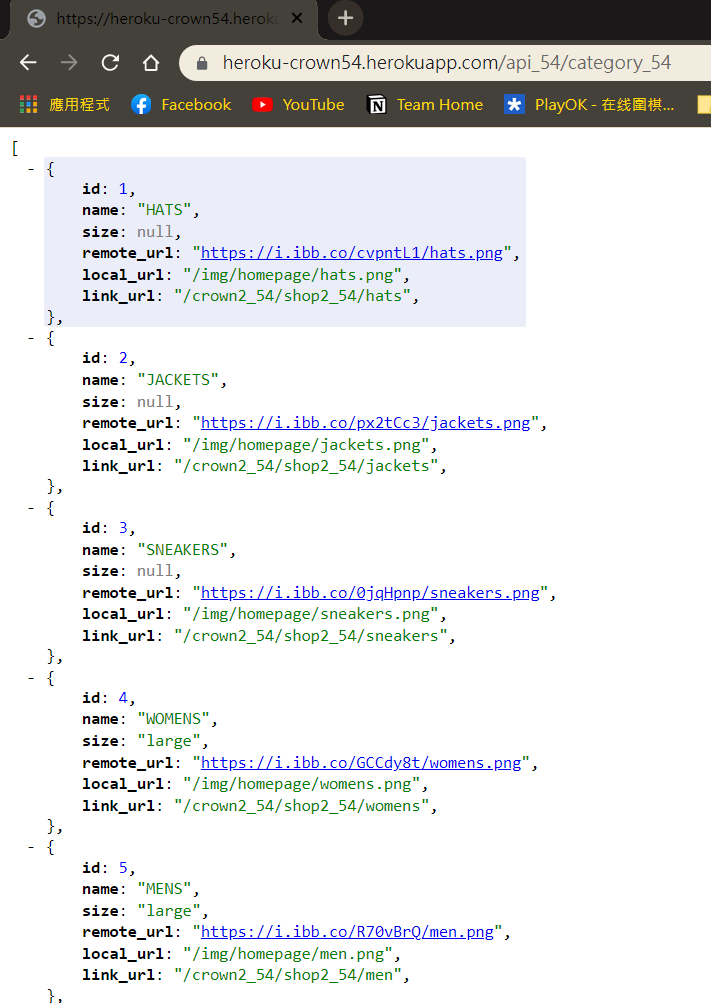 https://heroku-crown54.heroku
heroku-crown54.herokuapp.com/api_54/category_54
應用程式 Facebook YouTube Team Home PlayOK - 在线圍棋...
[
- {
id: 1,
name: "HATS",
size: null,
remote_url: "https://i.ibb.co/cvpntL1/hats.png",
local_url: "/img/homepage/hats.png",
link_url: "/crown2_54/shop2_54/hats",
},
- {
id: 2,
name: "JACKETS",
size: null,
remote_url: "https://i.ibb.co/px2tCc3/jackets.png",
local_url: "/img/homepage/jackets.png",
link_url: "/crown2_54/shop2_54/jackets",
},
- {
id: 3,
name: "SNEAKERS",
size: null,
remote_url: "https://i.ibb.co/0jqHpnp/sneakers.png",
local_url: "/img/homepage/sneakers.png",
link_url: "/crown2_54/shop2_54/sneakers",
},
- {
id: 4,
name: "WOMENS",
size: "large",
remote_url: "https://i.ibb.co/GCCdy8t/womens.png",
local_url: "/img/homepage/womens.png",
link_url: "/crown2_54/shop2_54/womens",
},
- {
id: 5,
name: "MENS",
size: "large",
remote_url: "https://i.ibb.co/R70vBrQ/men.png",
local_url: "/img/homepage/men.png",
link_url: "/crown2_54/shop2_54/men",
},